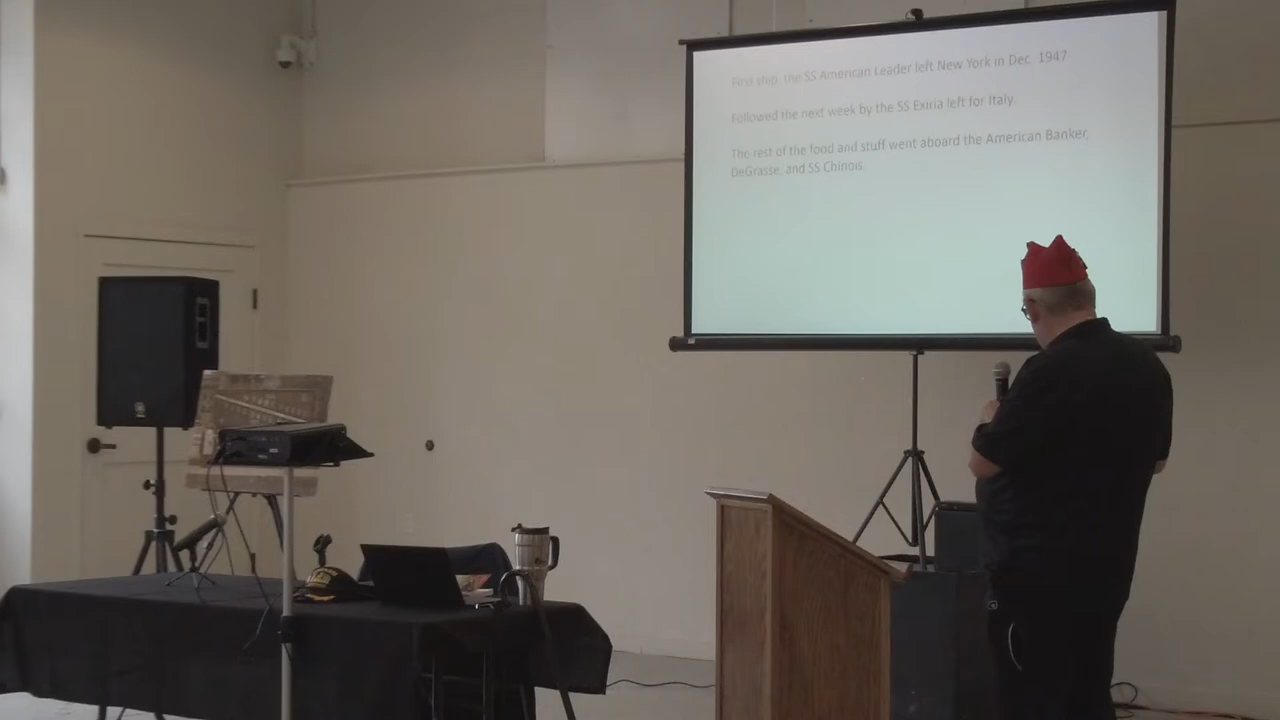 First ship, the SS American Leader left New York in Dec. 1947
Followed the next week by the SS Exiria left for Italy.
The rest of the food and stuff went aboard the American Banker,
DeGrasse, and SS Chinois.